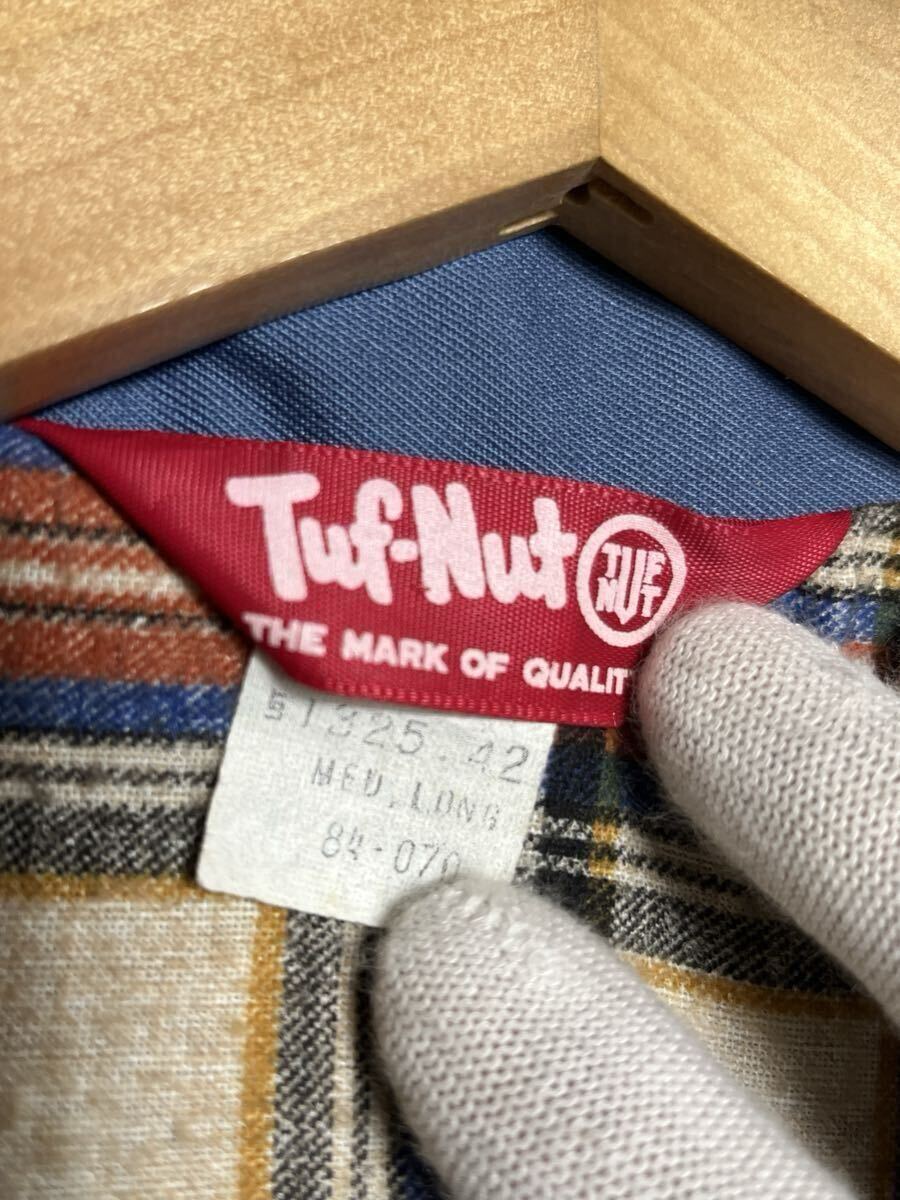 Tuf-Nut
TUF
NUT
THE MARK OF QUALIT
51325.42
MED. LONG
84-070